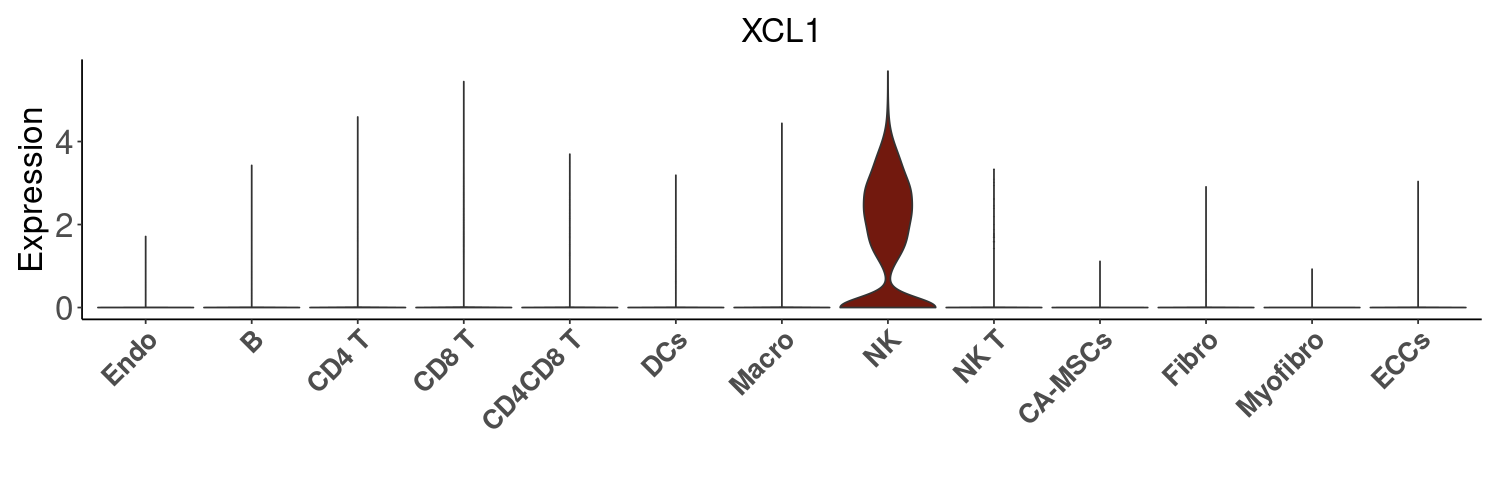 XCL1
Expression
4
2
0
Endo
B
CD4 T
CD8 T
CD4CD8 T
DCs
Macro
NK
NK T
CA-MSCs
Fibro
Myofibro
ECCs